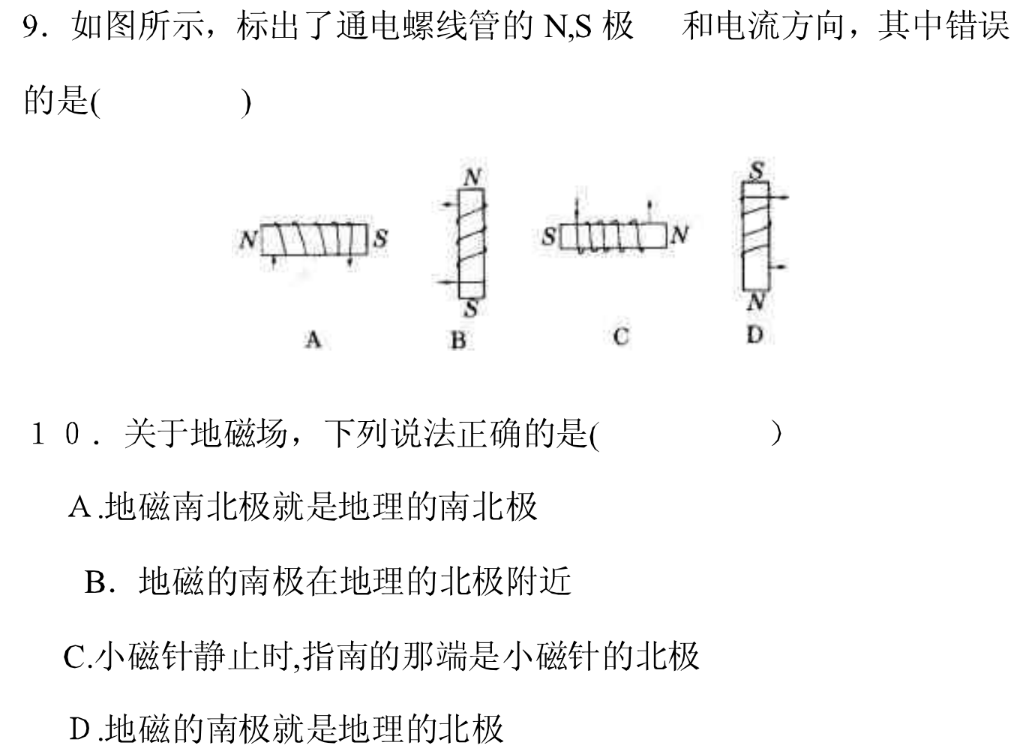 9．如图所示，标出了通电螺线管的 N,S 极　和电流方向，其中错误
的是(　　　　)
N S N S S N S N
A B C D
１０．关于地磁场，下列说法正确的是(　　　　　）
Ａ.地磁南北极就是地理的南北极
B．地磁的南极在地理的北极附近
C.小磁针静止时,指南的那端是小磁针的北极
Ｄ.地磁的南极就是地理的北极